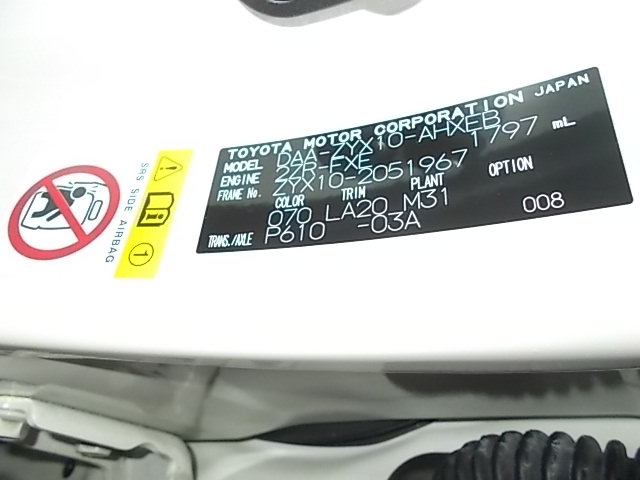 TOYOTA MOTOR CORPORATION JAPAN
MODEL DAA-ZYX10-AHXEB
ENGINE 2ZR-FXE 1797 mL
FRAME No. ZYX10-2051967
COLOR TRIM PLANT OPTION
070 LA20 M31
TRANS./AXLE P610 -03A 008
SRS SIDE AIRBAG
1